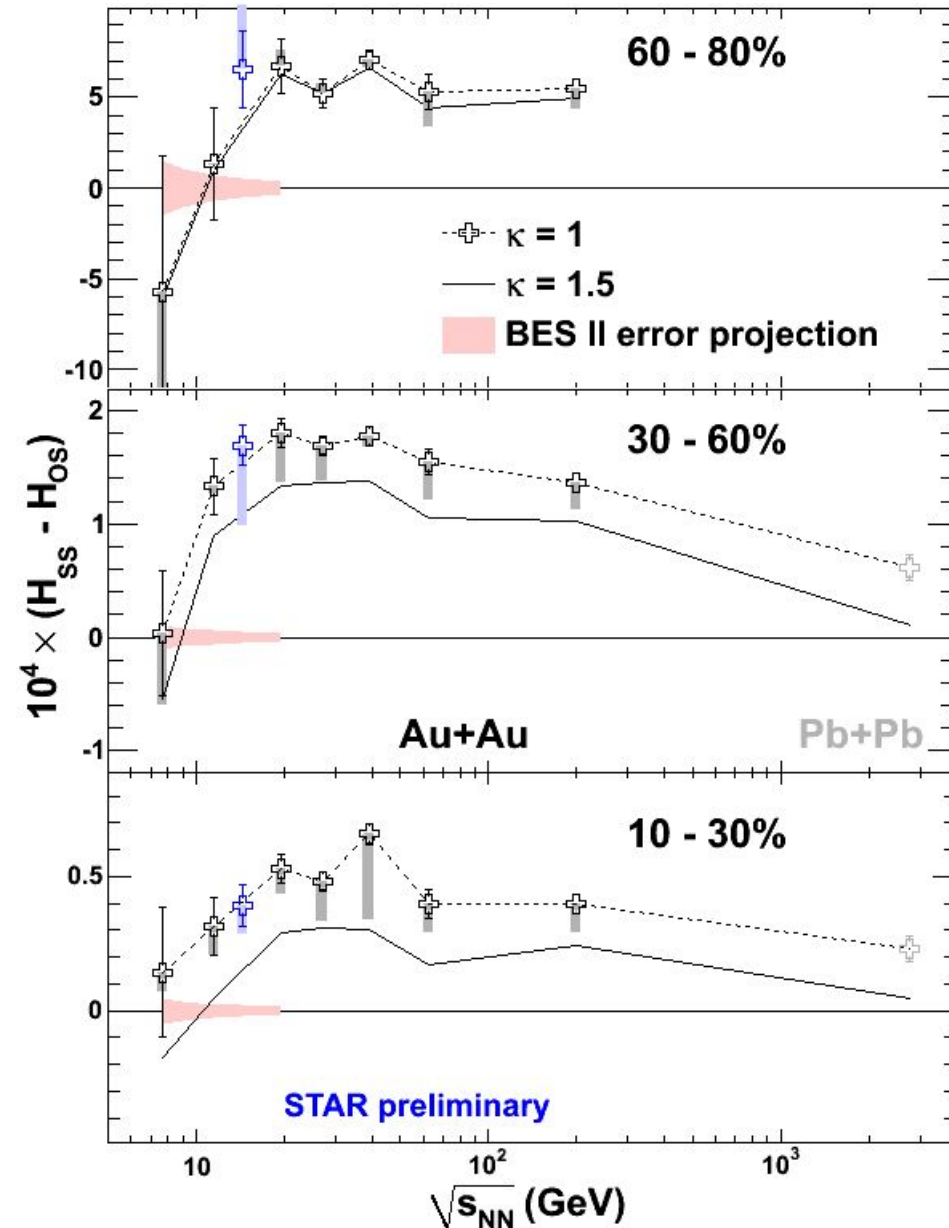 60 - 80%
5
0
-5
-10
κ = 1
κ = 1.5
BES II error projection
30 - 60%
2
1
0
-1
Au+Au
Pb+Pb
10⁴ × (H_SS - H_OS)
10 - 30%
0.5
0
STAR preliminary
10
10²
10³
√s_NN (GeV)